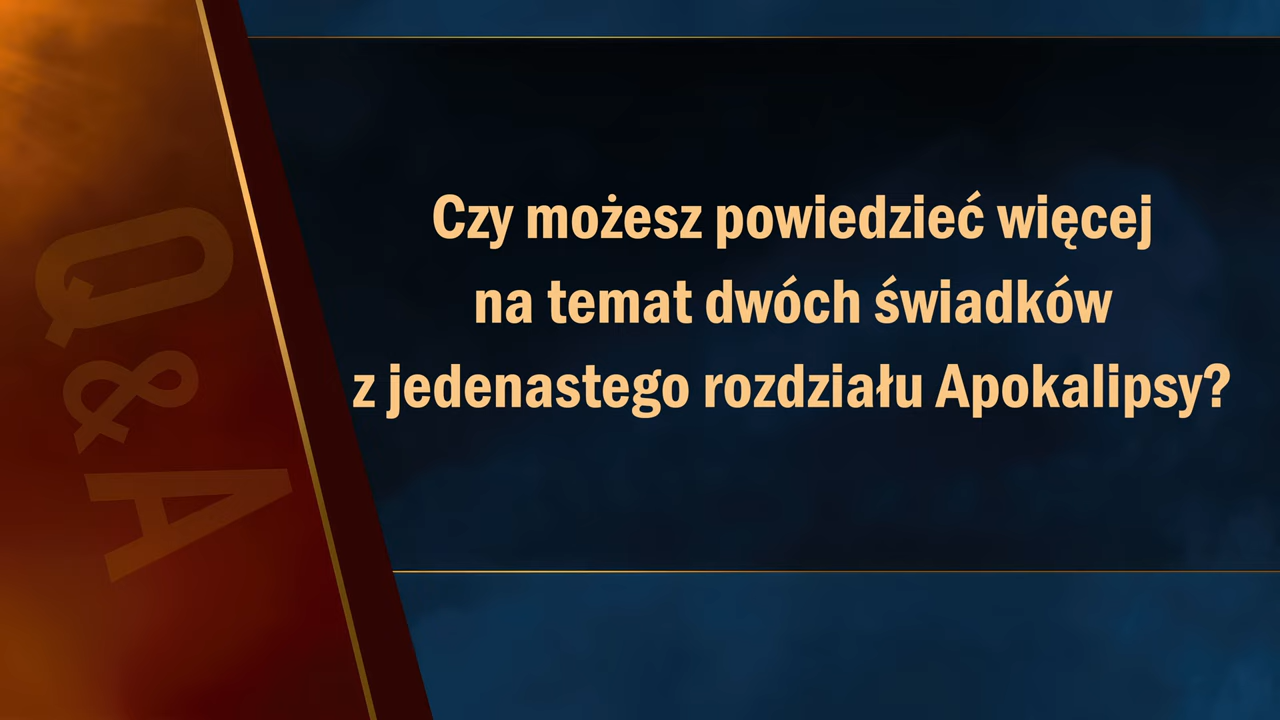 Q & A
Czy możesz powiedzieć więcej
na temat dwóch świadków
z jedenastego rozdziału Apokalipsy?